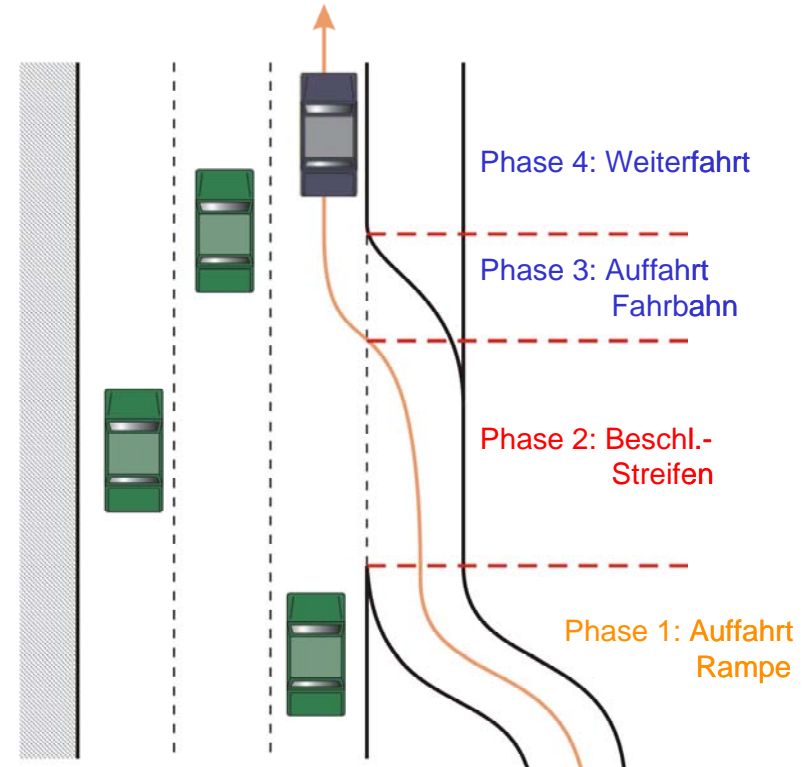 Phase 4: Weiterfahrt
Phase 3: Auffahrt
Fahrbahn
Phase 2: Beschl.-
Streifen
Phase 1: Auffahrt
Rampe